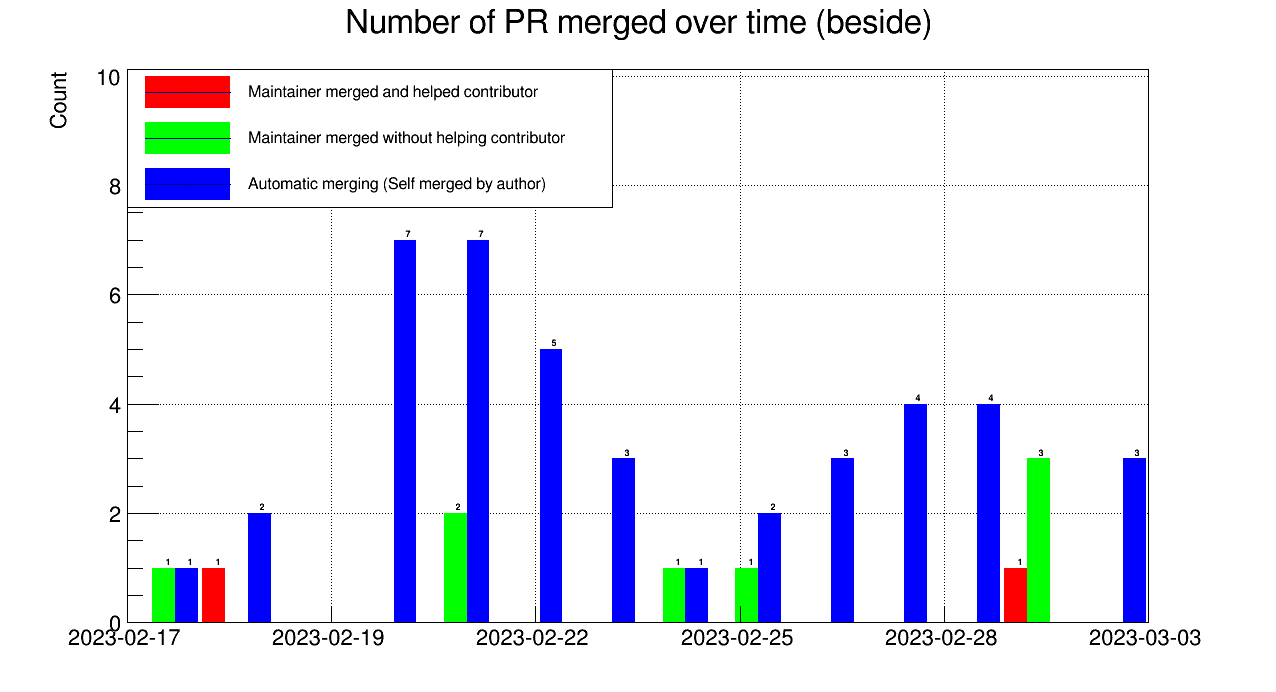 Number of PR merged over time (beside)
Count
10
8
6
4
2
0
Maintainer merged and helped contributor
Maintainer merged without helping contributor
Automatic merging (Self merged by author)
7 7
5
4 4
3 3 3 3
2 2 2
1 1 1 1 1 1 1
2023-02-17 2023-02-19 2023-02-22 2023-02-25 2023-02-28 2023-03-03